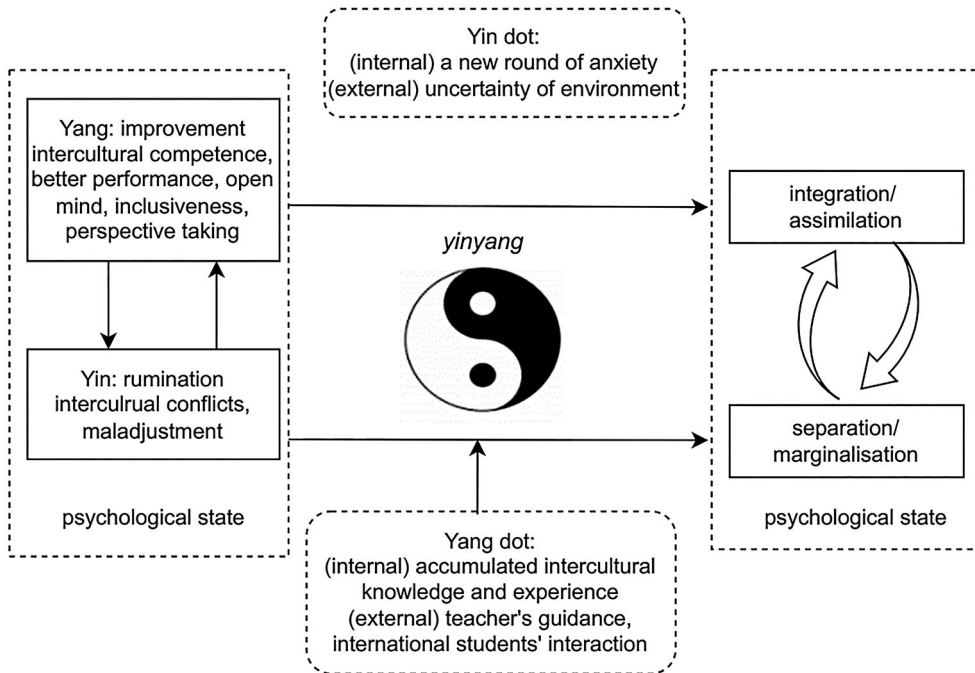 Yin dot:
(internal) a new round of anxiety
(external) uncertainty of environment
Yang: improvement
intercultural competence,
better performance, open
mind, inclusiveness,
perspective taking
Yin: rumination
interculrual conflicts,
maladjustment
psychological state
yinyang
integration/
assimilation
separation/
marginalisation
psychological state
Yang dot:
(internal) accumulated intercultural
knowledge and experience
(external) teacher's guidance,
international students' interaction